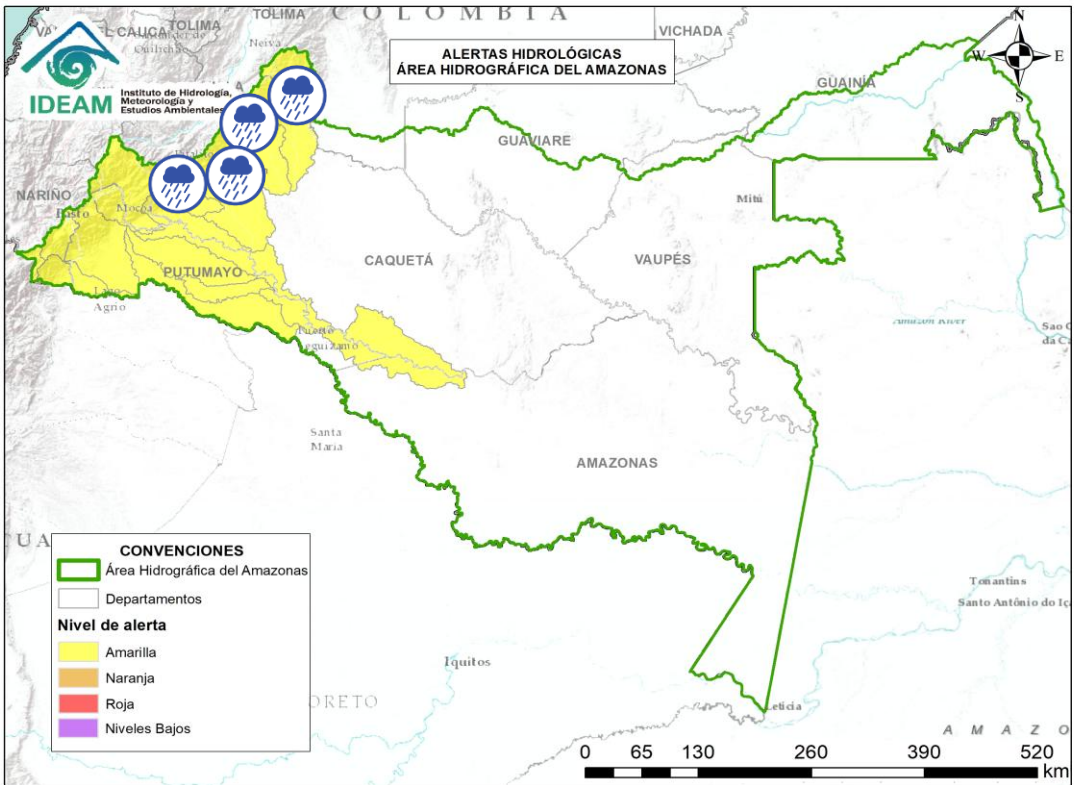 COLOMBIA
TOLIMA
TOLIMA
Neiva
VICHADA
IDEAM
Instituto de Hidrología,
Meteorología y
Estudios Ambientales
ALERTAS HIDROLÓGICAS
ÁREA HIDROGRÁFICA DEL AMAZONAS
N
W
E
S
GUAINÍA
GUAVIARE
NARIÑO
Pasto
Mocoa
Mitú
CAQUETÁ
VAUPÉS
PUTUMAYO
Lago
Agrio
Puerto
Amazon River
Santa
Maria
AMAZONAS
CONVENCIONES
Área Hidrográfica del Amazonas
Departamentos
Nivel de alerta
Amarilla
Naranja
Roja
Niveles Bajos
Tonantins
Santo Antônio do Iç
Iquitos
ORETO
Leticia
AMAZO
0 65 130 260 390 520
km